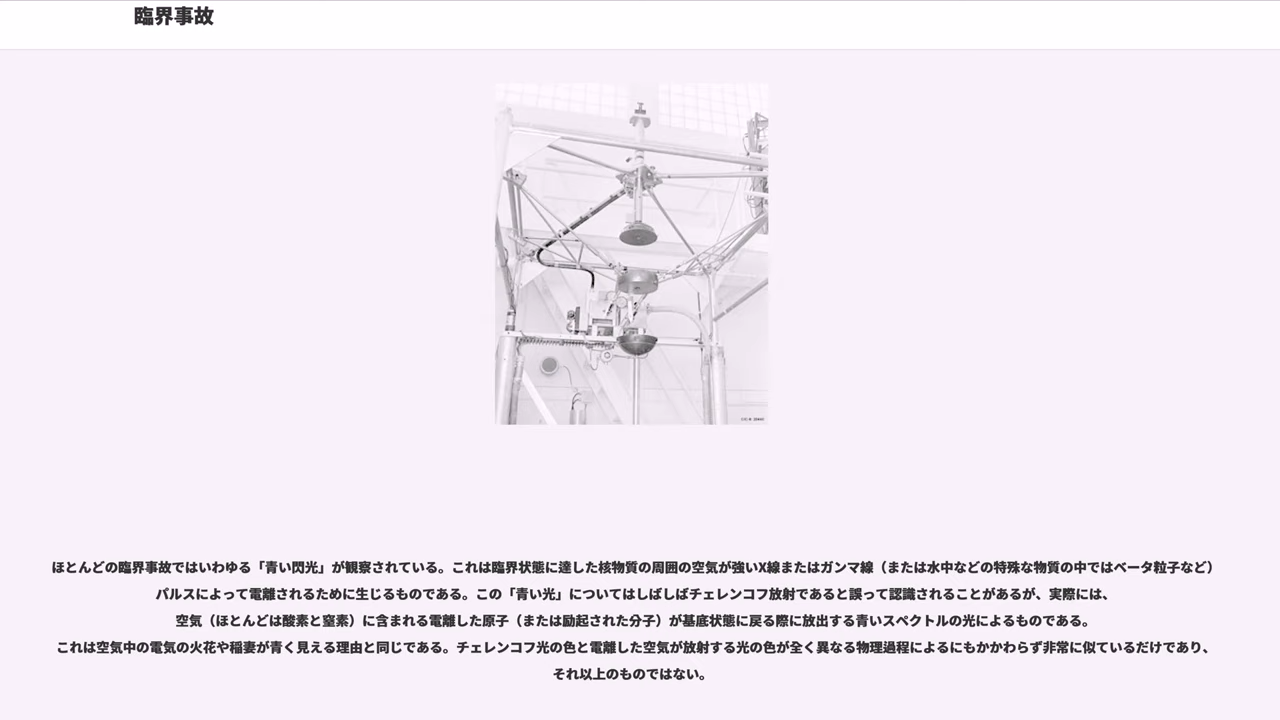 臨界事故
ほとんどの臨界事故ではいわゆる「青い閃光」が観察されている。これは臨界状態に達した核物質の周囲の空気が強いX線またはガンマ線（または水中などの特殊な物質の中ではベータ粒子など）
パルスによって電離されるために生じるものである。この「青い光」についてはしばしばチェレンコフ放射であると誤って認識されることがあるが、実際には、
空気（ほとんどは酸素と窒素）に含まれる電離した原子（または励起された分子）が基底状態に戻る際に放出する青いスペクトルの光によるものである。
これは空気中の電気の火花や稲妻が青く見える理由と同じである。チェレンコフ光の色と電離した空気が放射する光の色が全く異なる物理過程によるにもかかわらず非常に似ているだけであり、
それ以上のものではない。